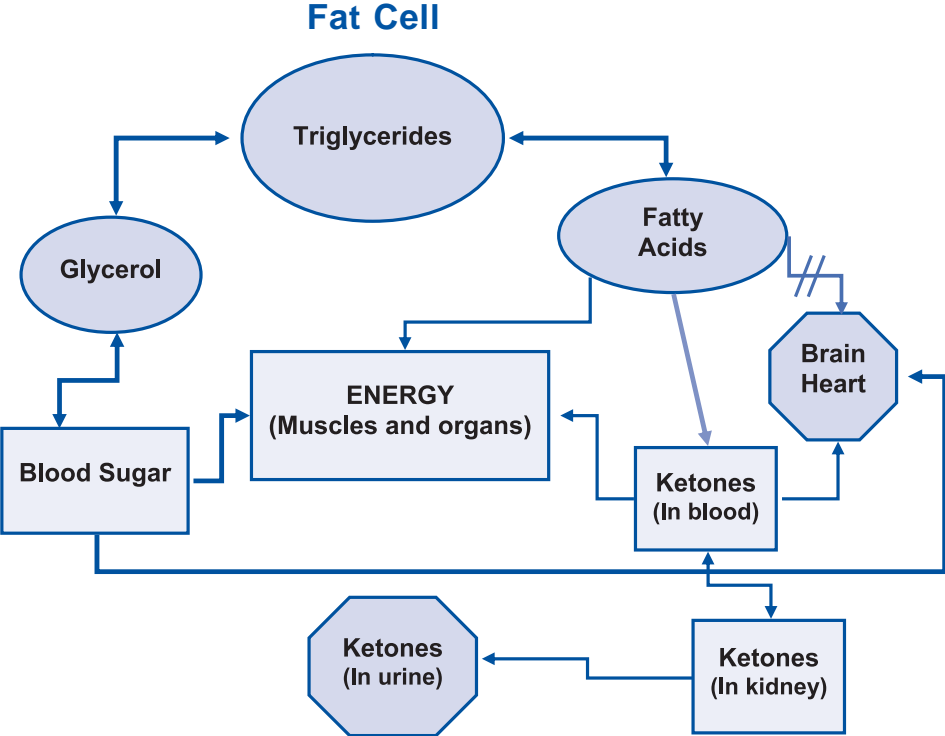 Fat Cell
Triglycerides
Fatty
Acids
Glycerol
Brain
Heart
ENERGY
(Muscles and organs)
Blood Sugar
Ketones
(In blood)
Ketones
(In urine)
Ketones
(In kidney)